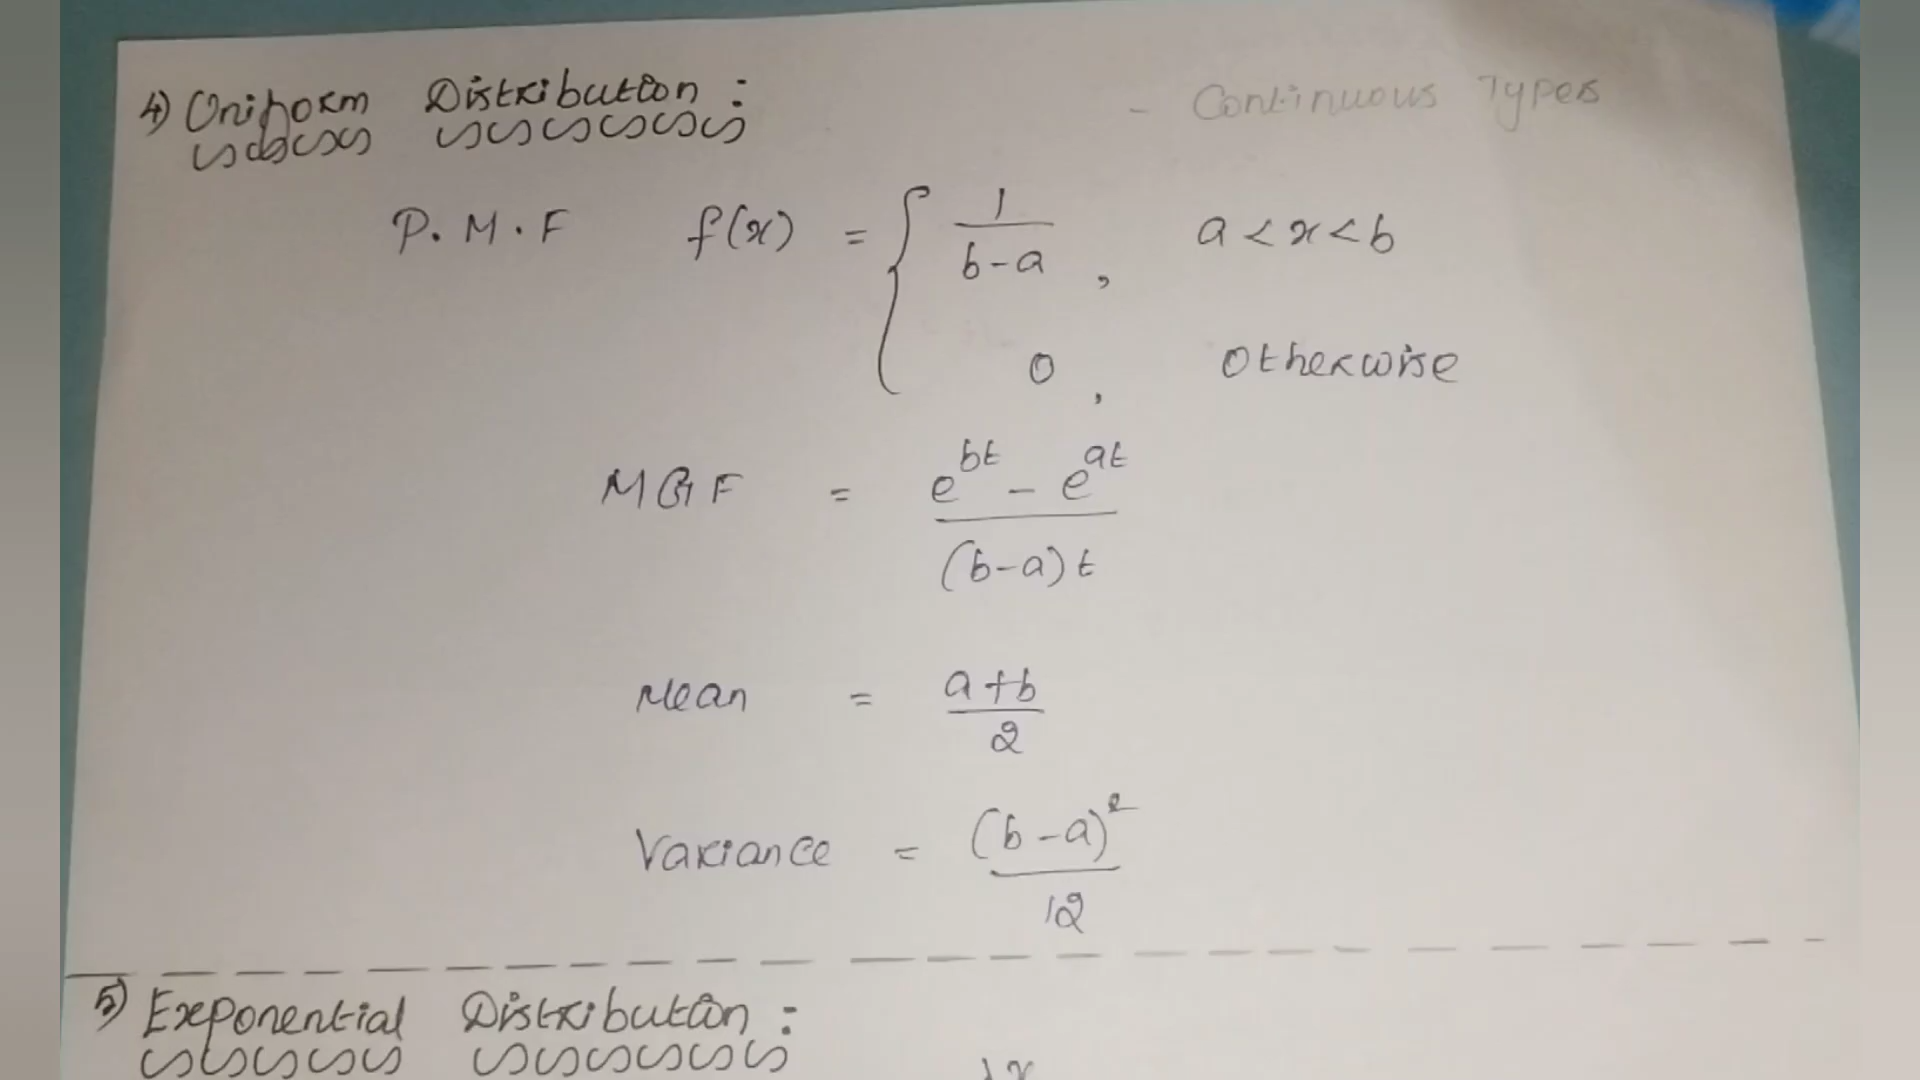 4) Uniform Distribution : - Continuous Types
P.M.F f(x) = { 1/(b-a) , a < x < b
0 , Otherwise
MGF = (e^bt - e^at)/((b-a)t)
Mean = (a+b)/2
Variance = (b-a)^2/12
5) Exponential Distribution :